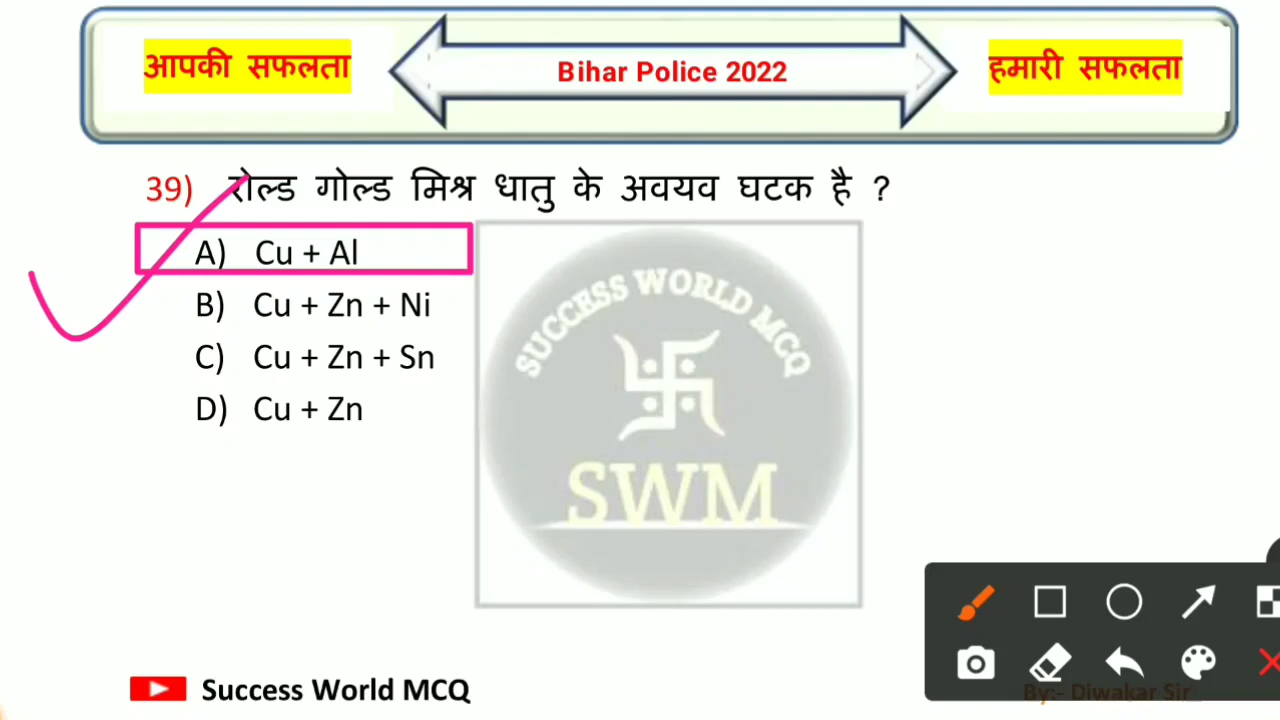 आपकी सफलता
Bihar Police 2022
हमारी सफलता
39) रोल्ड गोल्ड मिश्र धातु के अवयव घटक है ?
A) Cu + Al
B) Cu + Zn + Ni
C) Cu + Zn + Sn
D) Cu + Zn
SUCCESS WORLD MCQ
SWM
Success World MCQ
By:- Diwakar Sir